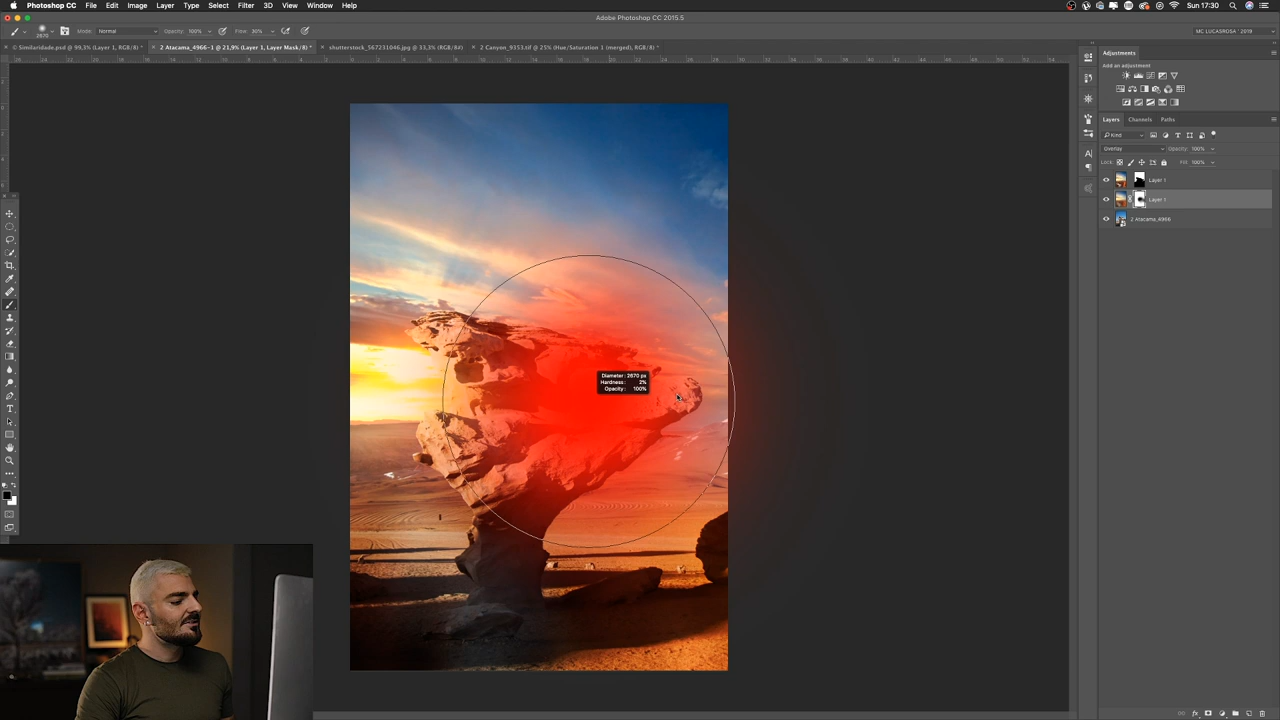 Photoshop CC File Edit Image Layer Type Select Filter 3D View Window Help
Sun 17:30
Adobe Photoshop CC 2015.5
2670 Mode: Normal Opacity: 100% Flow: 30%
MC LUCASROSA ' 2019
× © Similaridade.psd @ 99,3% (Layer 1, RGB/8) *
× 2 Atacama_4966-1 @ 21,9% (Layer 1, Layer Mask/8) *
× shutterstock_567231046.jpg @ 33,3% (RGB/8#)
× 2 Canyon_9353.tif @ 25% (Hue/Saturation 1 (merged), RGB/8) *
Adjustments
Add an adjustment
Layers Channels Paths
Kind
Overlay Opacity: 100%
Lock: Fill: 100%
Layer 1
Layer 1
2 Atacama_4966
Diameter: 2670 px
Hardness: 2%
Opacity: 100%